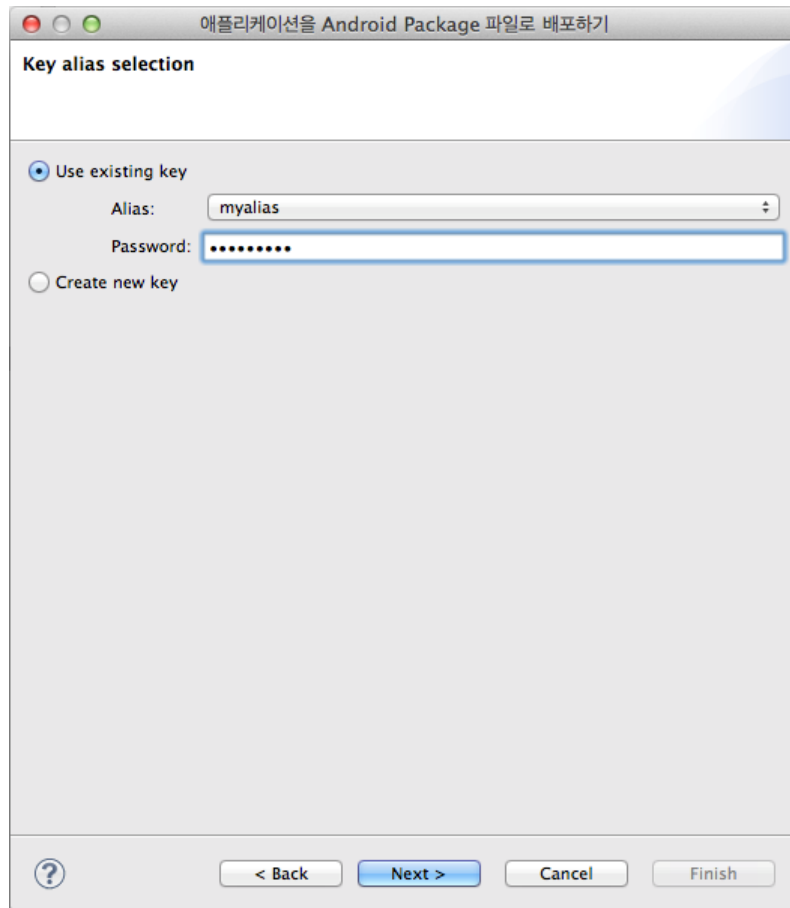 애플리케이션을 Android Package 파일로 배포하기
Key alias selection
Use existing key
Alias: myalias
Password: •••••••••
Create new key
? < Back Next > Cancel Finish